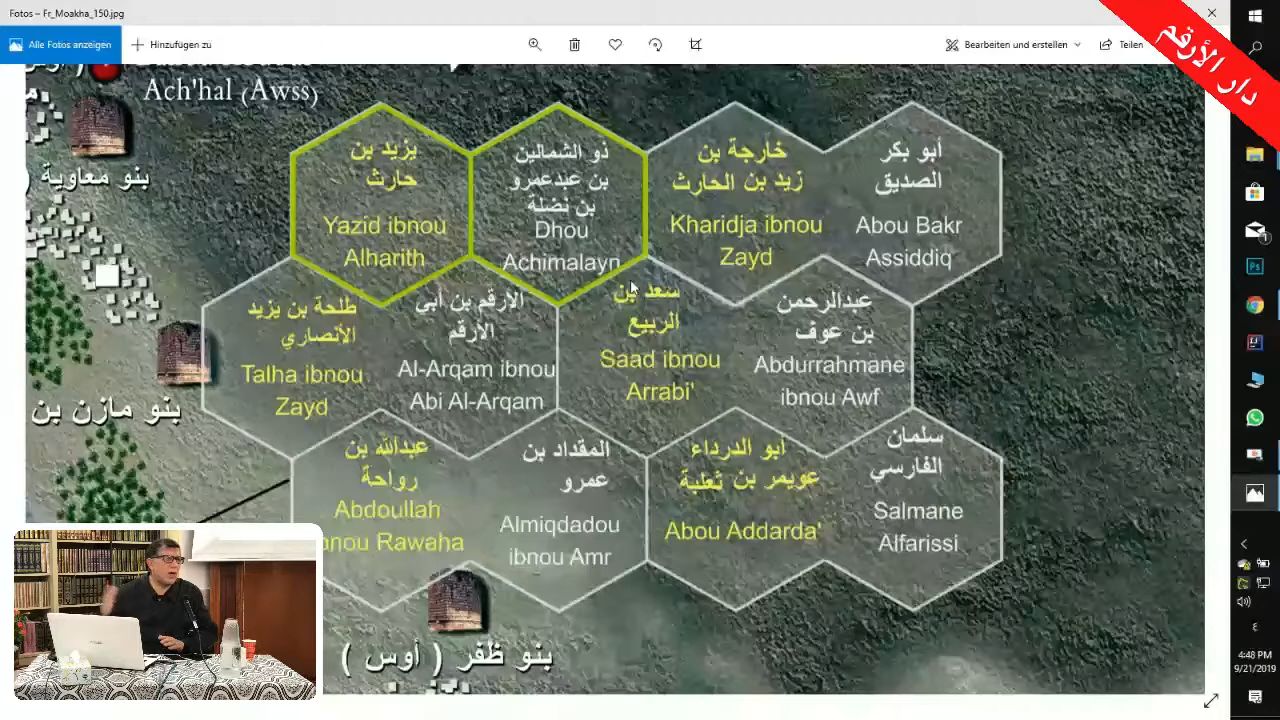 Fotos – Fr_Moakha_150.jpg
Alle Fotos anzeigen
Hinzufügen zu
Bearbeiten und erstellen
Teilen
دار الأرقم
Ach'hal (Awss)
بنو معاوية (
بنو مازن بن
بنو ظفر ( أوس )
يزيد بن
حارث
Yazid ibnou
Alharith
ذو الشمالين
بن عبدعمرو
بن نضلة
Dhou
Achimalayn
خارجة بن
زيد بن الحارث
Kharidja ibnou
Zayd
أبو بكر
الصديق
Abou Bakr
Assiddiq
طلحة بن يزيد
الأنصاري
Talha ibnou
Zayd
الأرقم بن أبى
الأرقم
Al-Arqam ibnou
Abi Al-Arqam
سعد بن
الربيع
Saad ibnou
Arrabi'
عبدالرحمن
بن عوف
Abdurrahmane
ibnou Awf
عبدالله بن
رواحة
Abdoullah
bnou Rawaha
المقداد بن
عمرو
Almiqdadou
ibnou Amr
أبو الدرداء
عويمر بن ثعلبة
Abou Addarda'
سلمان
الفارسي
Salmane
Alfarissi
Ps
1
ع
4:48 PM
9/21/2019